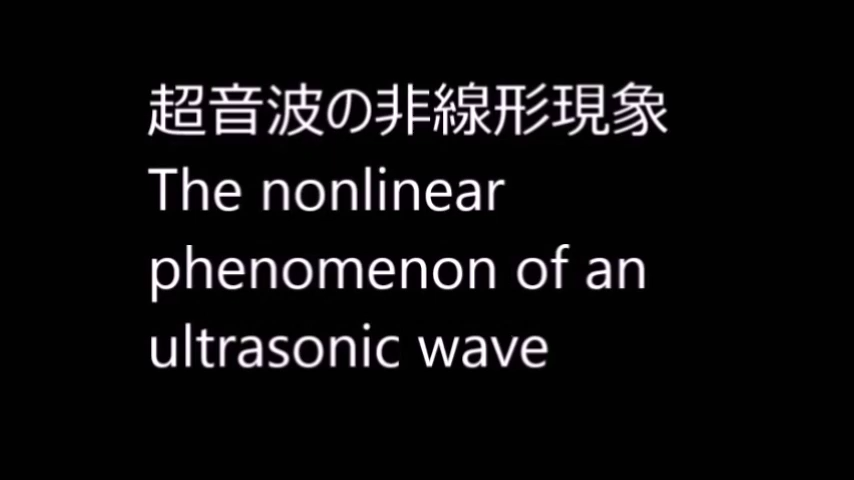 超音波の非線形現象
The nonlinear
phenomenon of an
ultrasonic wave